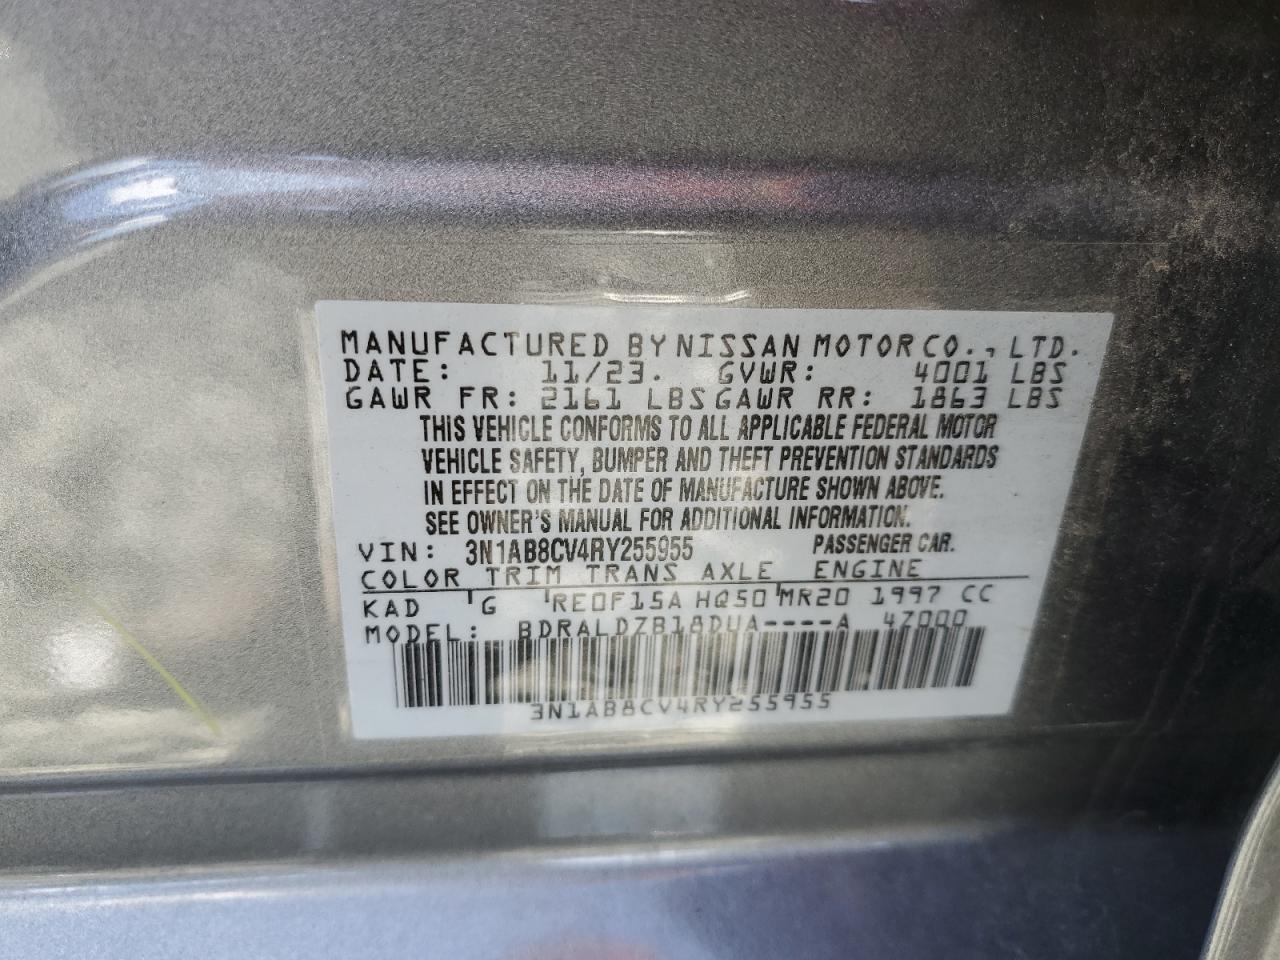 MANUFACTURED BY NISSAN MOTOR CO., LTD.
DATE: 11/23. GVWR: 4001 LBS
GAWR FR: 2161 LBS GAWR RR: 1863 LBS
THIS VEHICLE CONFORMS TO ALL APPLICABLE FEDERAL MOTOR
VEHICLE SAFETY, BUMPER AND THEFT PREVENTION STANDARDS
IN EFFECT ON THE DATE OF MANUFACTURE SHOWN ABOVE.
SEE OWNER'S MANUAL FOR ADDITIONAL INFORMATION.
VIN: 3N1AB8CV4RY255955 PASSENGER CAR.
COLOR TRIM TRANS AXLE ENGINE
KAD G RE0F15A HQ50 MR20 1997 CC
MODEL: BDRALDZB18DUA----A 47000
3N1AB8CV4RY255955